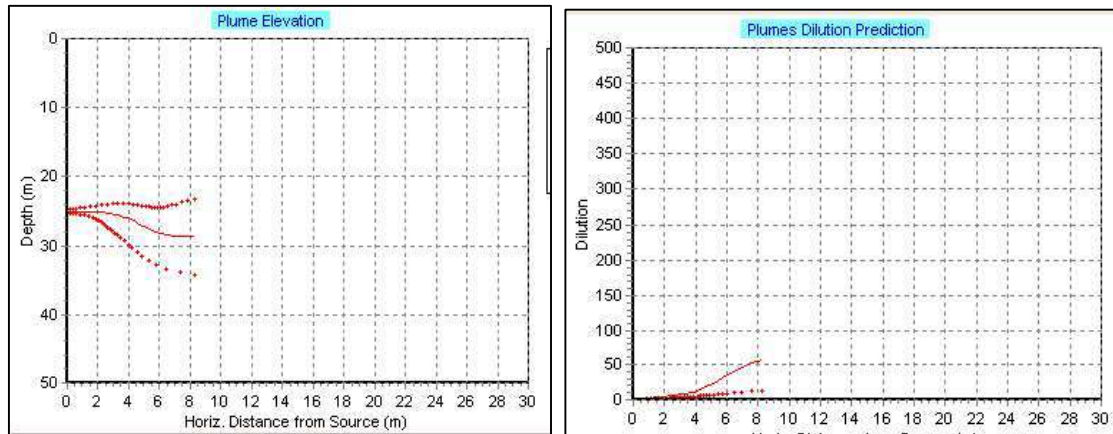 Plume Elevation
0
10
20
30
40
50
Depth (m)
0 2 4 6 8 10 12 14 16 18 20 22 24 26 28 30
Horiz. Distance from Source (m)
Plumes Dilution Prediction
500
450
400
350
300
250
200
150
100
50
0
Dilution
0 2 4 6 8 10 12 14 16 18 20 22 24 26 28 30